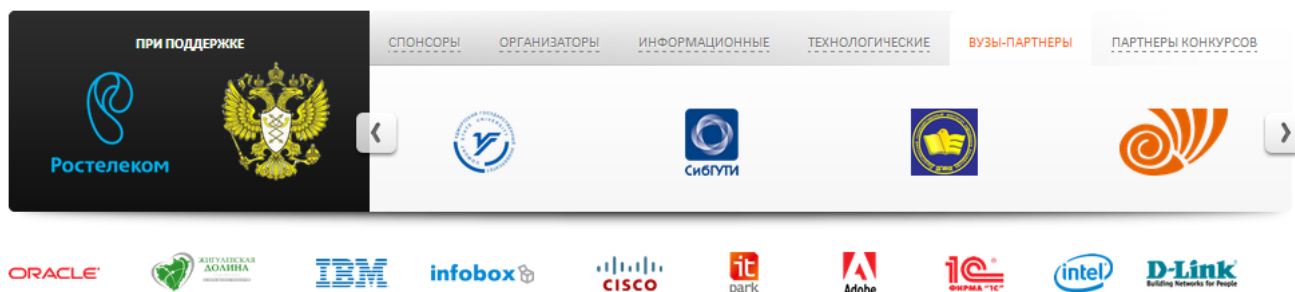 ПРИ ПОДДЕРЖКЕ
СПОНСОРЫ ОРГАНИЗАТОРЫ ИНФОРМАЦИОННЫЕ ТЕХНОЛОГИЧЕСКИЕ ВУЗЫ-ПАРТНЕРЫ ПАРТНЕРЫ КОНКУРСОВ
Ростелеком
СибГУТИ
ORACLE
ЖИГУЛЕВСКАЯ
ДОЛИНА
IBM
infobox
CISCO
it
park
Adobe
1С
ФИРМА "1С"
intel
D-Link
Building Networks for People